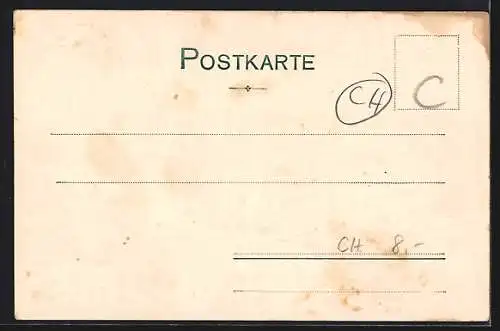 POSTKARTE
CH
C
CH 8,-